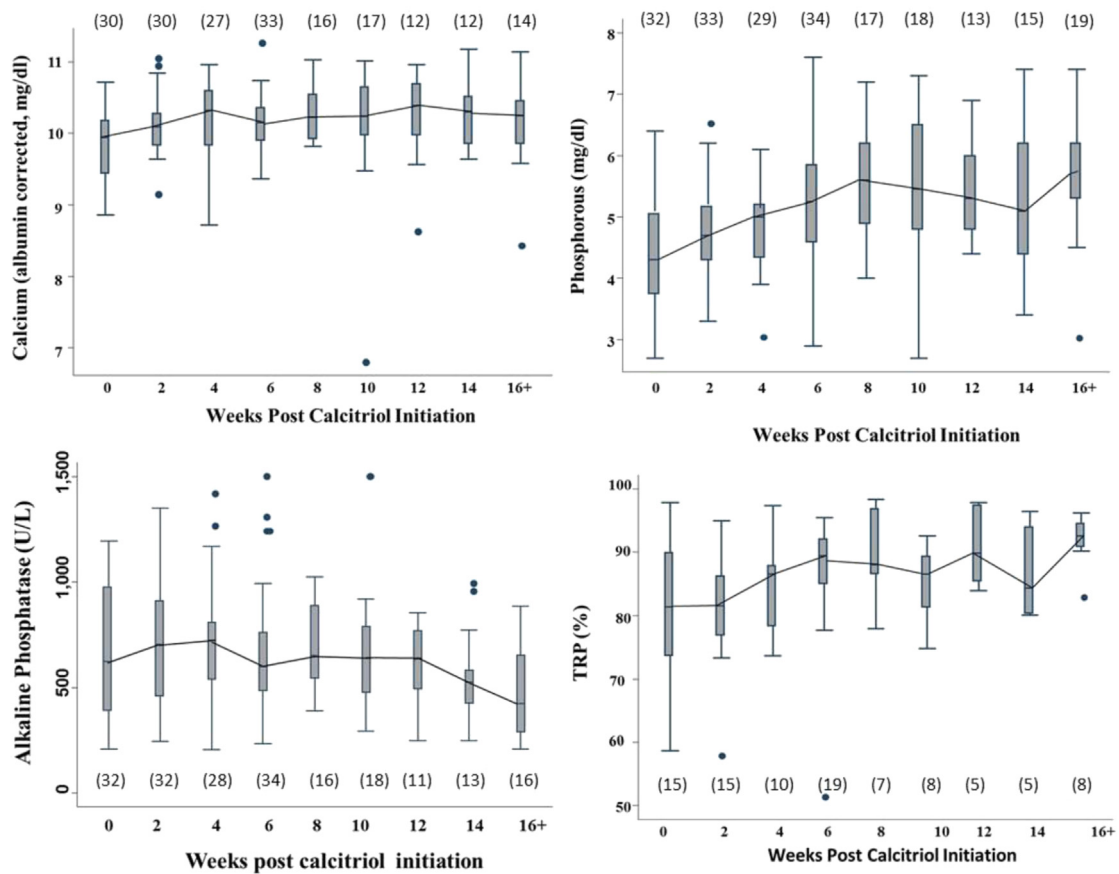 (30) (30) (27) (33) (16) (17) (12) (12) (14)
11
10
9
8
7
Calcium (albumin corrected, mg/dl)
0 2 4 6 8 10 12 14 16+
Weeks Post Calcitriol Initiation
(32) (33) (29) (34) (17) (18) (13) (15) (19)
8
7
6
5
4
3
Phosphorous (mg/dl)
0 2 4 6 8 10 12 14 16+
Weeks Post Calcitriol Initiation
1,500
1,000
500
0
Alkaline Phosphatase (U/L)
(32) (32) (28) (34) (16) (18) (11) (13) (16)
0 2 4 6 8 10 12 14 16+
Weeks post calcitriol initiation
100
90
80
70
60
50
TRP (%)
(15) (15) (10) (19) (7) (8) (5) (5) (8)
0 2 4 6 8 10 12 14 16+
Weeks Post Calcitriol Initiation